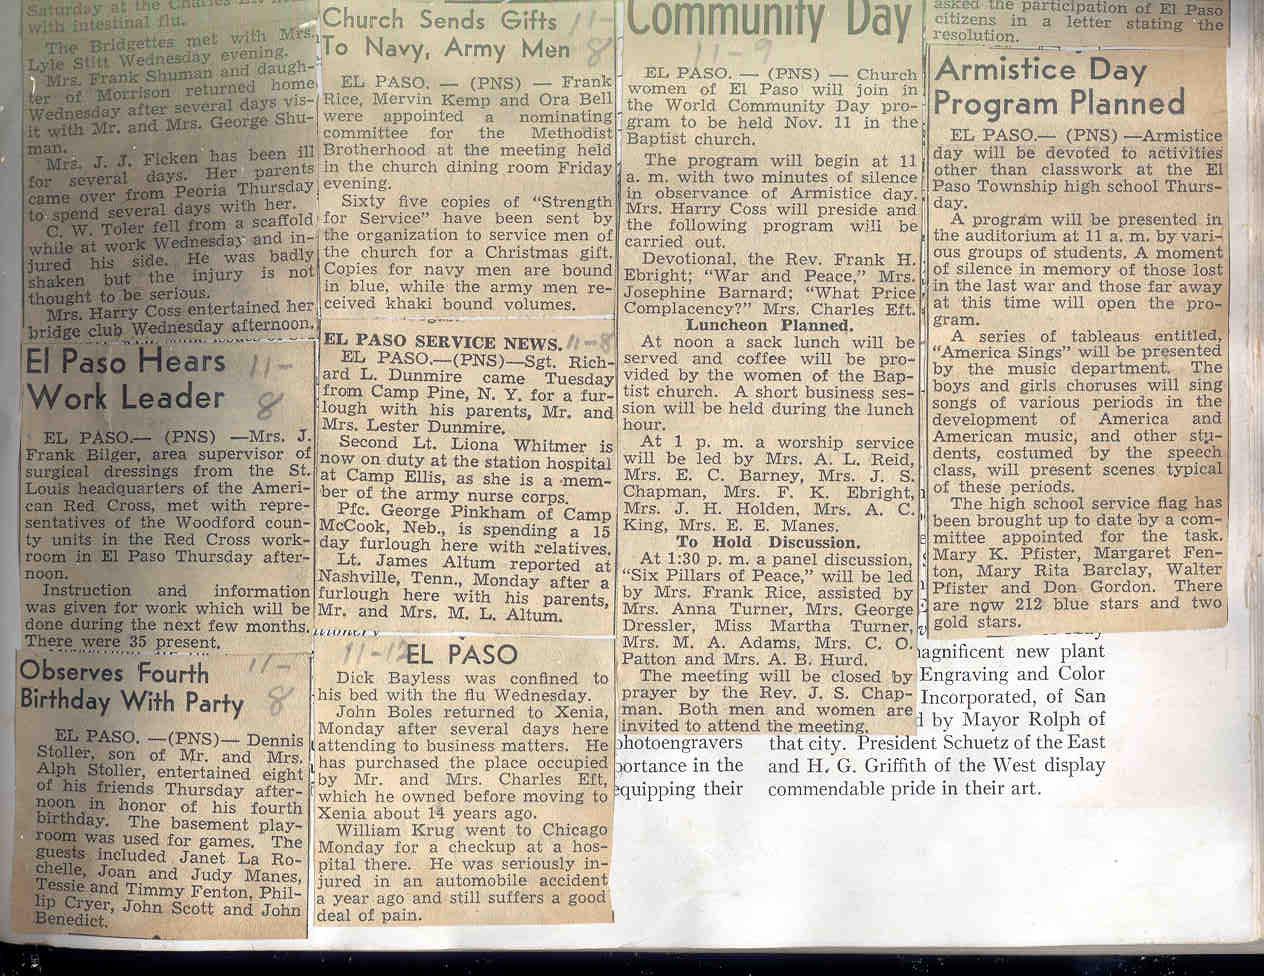 Saturday at the Charles
with intestinal flu.
The Bridgettes met with Mrs.
Lyle Stitt Wednesday evening.
Mrs. Frank Shuman and daugh-
ter of Morrison returned home
Wednesday after several days vis-
it with Mr. and Mrs. George Shu-
man.
Mrs. J. J. Ficken has been ill
for several days. Her parents
came over from Peoria Thursday
to spend several days with her.
C. W. Toler fell from a scaffold
while at work Wednesday and in-
jured his side. He was badly
shaken but the injury is not
thought to be serious.
Mrs. Harry Coss entertained her
bridge club Wednesday afternoon.
El Paso Hears
Work Leader
11-
8
EL PASO.— (PNS) —Mrs. J.
Frank Bilger, area supervisor of
surgical dressings from the St.
Louis headquarters of the Ameri-
can Red Cross, met with repre-
sentatives of the Woodford coun-
ty units in the Red Cross work-
room in El Paso Thursday after-
noon.
Instruction and information
was given for work which will be
done during the next few months.
There were 35 present.
Observes Fourth
Birthday With Party
11-
8
EL PASO. —(PNS)— Dennis
Stoller, son of Mr. and Mrs.
Alph Stoller, entertained eight
of his friends Thursday after-
noon in honor of his fourth
birthday. The basement play-
room was used for games. The
guests included Janet La Ro-
chelle, Joan and Judy Manes,
Tessie and Timmy Fenton, Phil-
lip Cryer, John Scott and John
Benedict.
Church Sends Gifts
To Navy, Army Men
11-
8
EL PASO. — (PNS) — Frank
Rice, Mervin Kemp and Ora Bell
were appointed a nominating
committee for the Methodist
Brotherhood at the meeting held
in the church dining room Friday
evening.
Sixty five copies of "Strength
for Service" have been sent by
the organization to service men of
the church for a Christmas gift.
Copies for navy men are bound
in blue, while the army men re-
ceived khaki bound volumes.
EL PASO SERVICE NEWS. 11-8
EL PASO.—(PNS)—Sgt. Rich-
ard L. Dunmire came Tuesday
from Camp Pine, N. Y. for a fur-
lough with his parents, Mr. and
Mrs. Lester Dunmire.
Second Lt. Liona Whitmer is
now on duty at the station hospital
at Camp Ellis, as she is a mem-
ber of the army nurse corps.
Pfc. George Pinkham of Camp
McCook, Neb., is spending a 15
day furlough here with relatives.
Lt. James Altum reported at
Nashville, Tenn., Monday after a
furlough here with his parents,
Mr. and Mrs. M. L. Altum.
11-12 EL PASO
Dick Bayless was confined to
his bed with the flu Wednesday.
John Boles returned to Xenia,
Monday after several days here
attending to business matters. He
has purchased the place occupied
by Mr. and Mrs. Charles Eft,
which he owned before moving to
Xenia about 14 years ago.
William Krug went to Chicago
Monday for a checkup at a hos-
pital there. He was seriously in-
jured in an automobile accident
a year ago and still suffers a good
deal of pain.
Community Day
11-9
EL PASO. — (PNS) — Church
women of El Paso will join in
the World Community Day pro-
gram to be held Nov. 11 in the
Baptist church.
The program will begin at 11
a. m. with two minutes of silence
in observance of Armistice day.
Mrs. Harry Coss will preside and
the following program will be
carried out.
Devotional, the Rev. Frank H.
Ebright; "War and Peace," Mrs.
Josephine Barnard; "What Price
Complacency?" Mrs. Charles Eft.
Luncheon Planned.
At noon a sack lunch will be
served and coffee will be pro-
vided by the women of the Bap-
tist church. A short business ses-
sion will be held during the lunch
hour.
At 1 p. m. a worship service
will be led by Mrs. A. L. Reid,
Mrs. E. C. Barney, Mrs. J. S.
Chapman, Mrs. F. K. Ebright,
Mrs. J. H. Holden, Mrs. A. C.
King, Mrs. E. E. Manes.
To Hold Discussion.
At 1:30 p. m. a panel discussion,
"Six Pillars of Peace," will be led
by Mrs. Frank Rice, assisted by
Mrs. Anna Turner, Mrs. George
Dressler, Miss Martha Turner,
Mrs. M. A. Adams, Mrs. C. O.
Patton and Mrs. A. B. Hurd.
The meeting will be closed by
prayer by the Rev. J. S. Chap-
man. Both men and women are
invited to attend the meeting.
asked the participation of El Paso
citizens in a letter stating the
resolution.
Armistice Day
Program Planned
EL PASO.— (PNS) —Armistice
day will be devoted to activities
other than classwork at the El
Paso Township high school Thurs-
day.
A program will be presented in
the auditorium at 11 a. m. by vari-
ous groups of students. A moment
of silence in memory of those lost
in the last war and those far away
at this time will open the pro-
gram.
A series of tableaus entitled,
"America Sings" will be presented
by the music department. The
boys and girls choruses will sing
songs of various periods in the
development of America and
American music, and other stu-
dents, costumed by the speech
class, will present scenes typical
of these periods.
The high school service flag has
been brought up to date by a com-
mittee appointed for the task.
Mary K. Pfister, Margaret Fen-
ton, Mary Rita Barclay, Walter
Pfister and Don Gordon. There
are now 212 blue stars and two
gold stars.
agnificent new plant
Engraving and Color
Incorporated, of San
d by Mayor Rolph of
photoengravers that city. President Schuetz of the East
ortance in the and H. G. Griffith of the West display
equipping their commendable pride in their art.